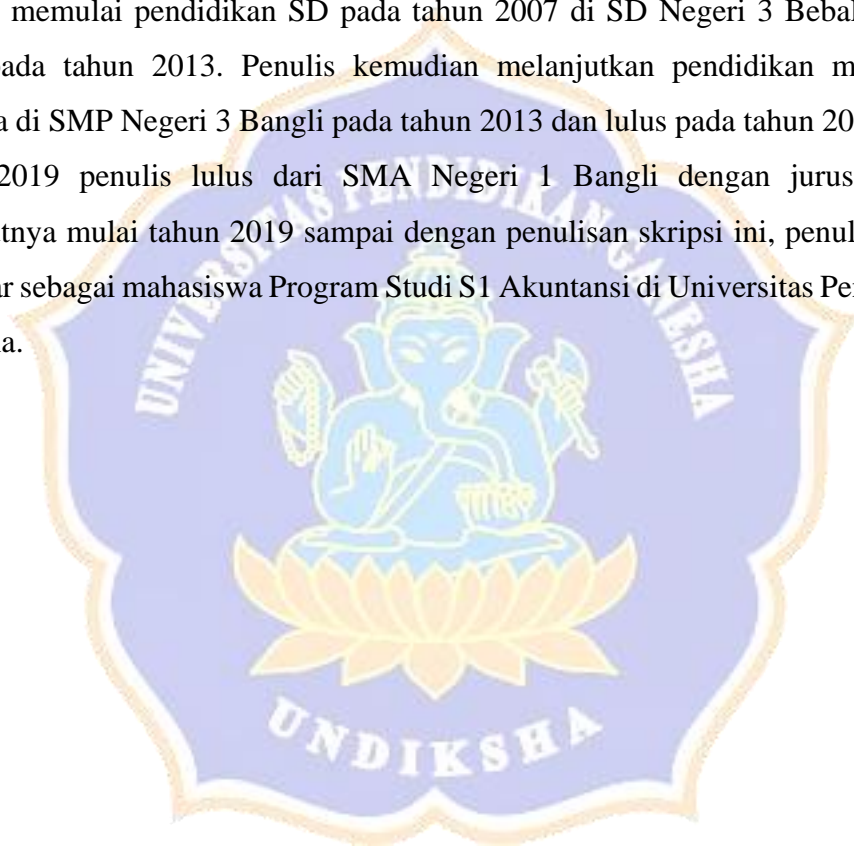 memulai pendidikan SD pada tahun 2007 di SD Negeri 3 Bebal
pada tahun 2013. Penulis kemudian melanjutkan pendidikan m
a di SMP Negeri 3 Bangli pada tahun 2013 dan lulus pada tahun 20
2019 penulis lulus dari SMA Negeri 1 Bangli dengan jurus
tnya mulai tahun 2019 sampai dengan penulisan skripsi ini, penul
ar sebagai mahasiswa Program Studi S1 Akuntansi di Universitas Pe
a.
UNIVERSITAS PENDIDIKAN GANESHA
UNDIKSHA